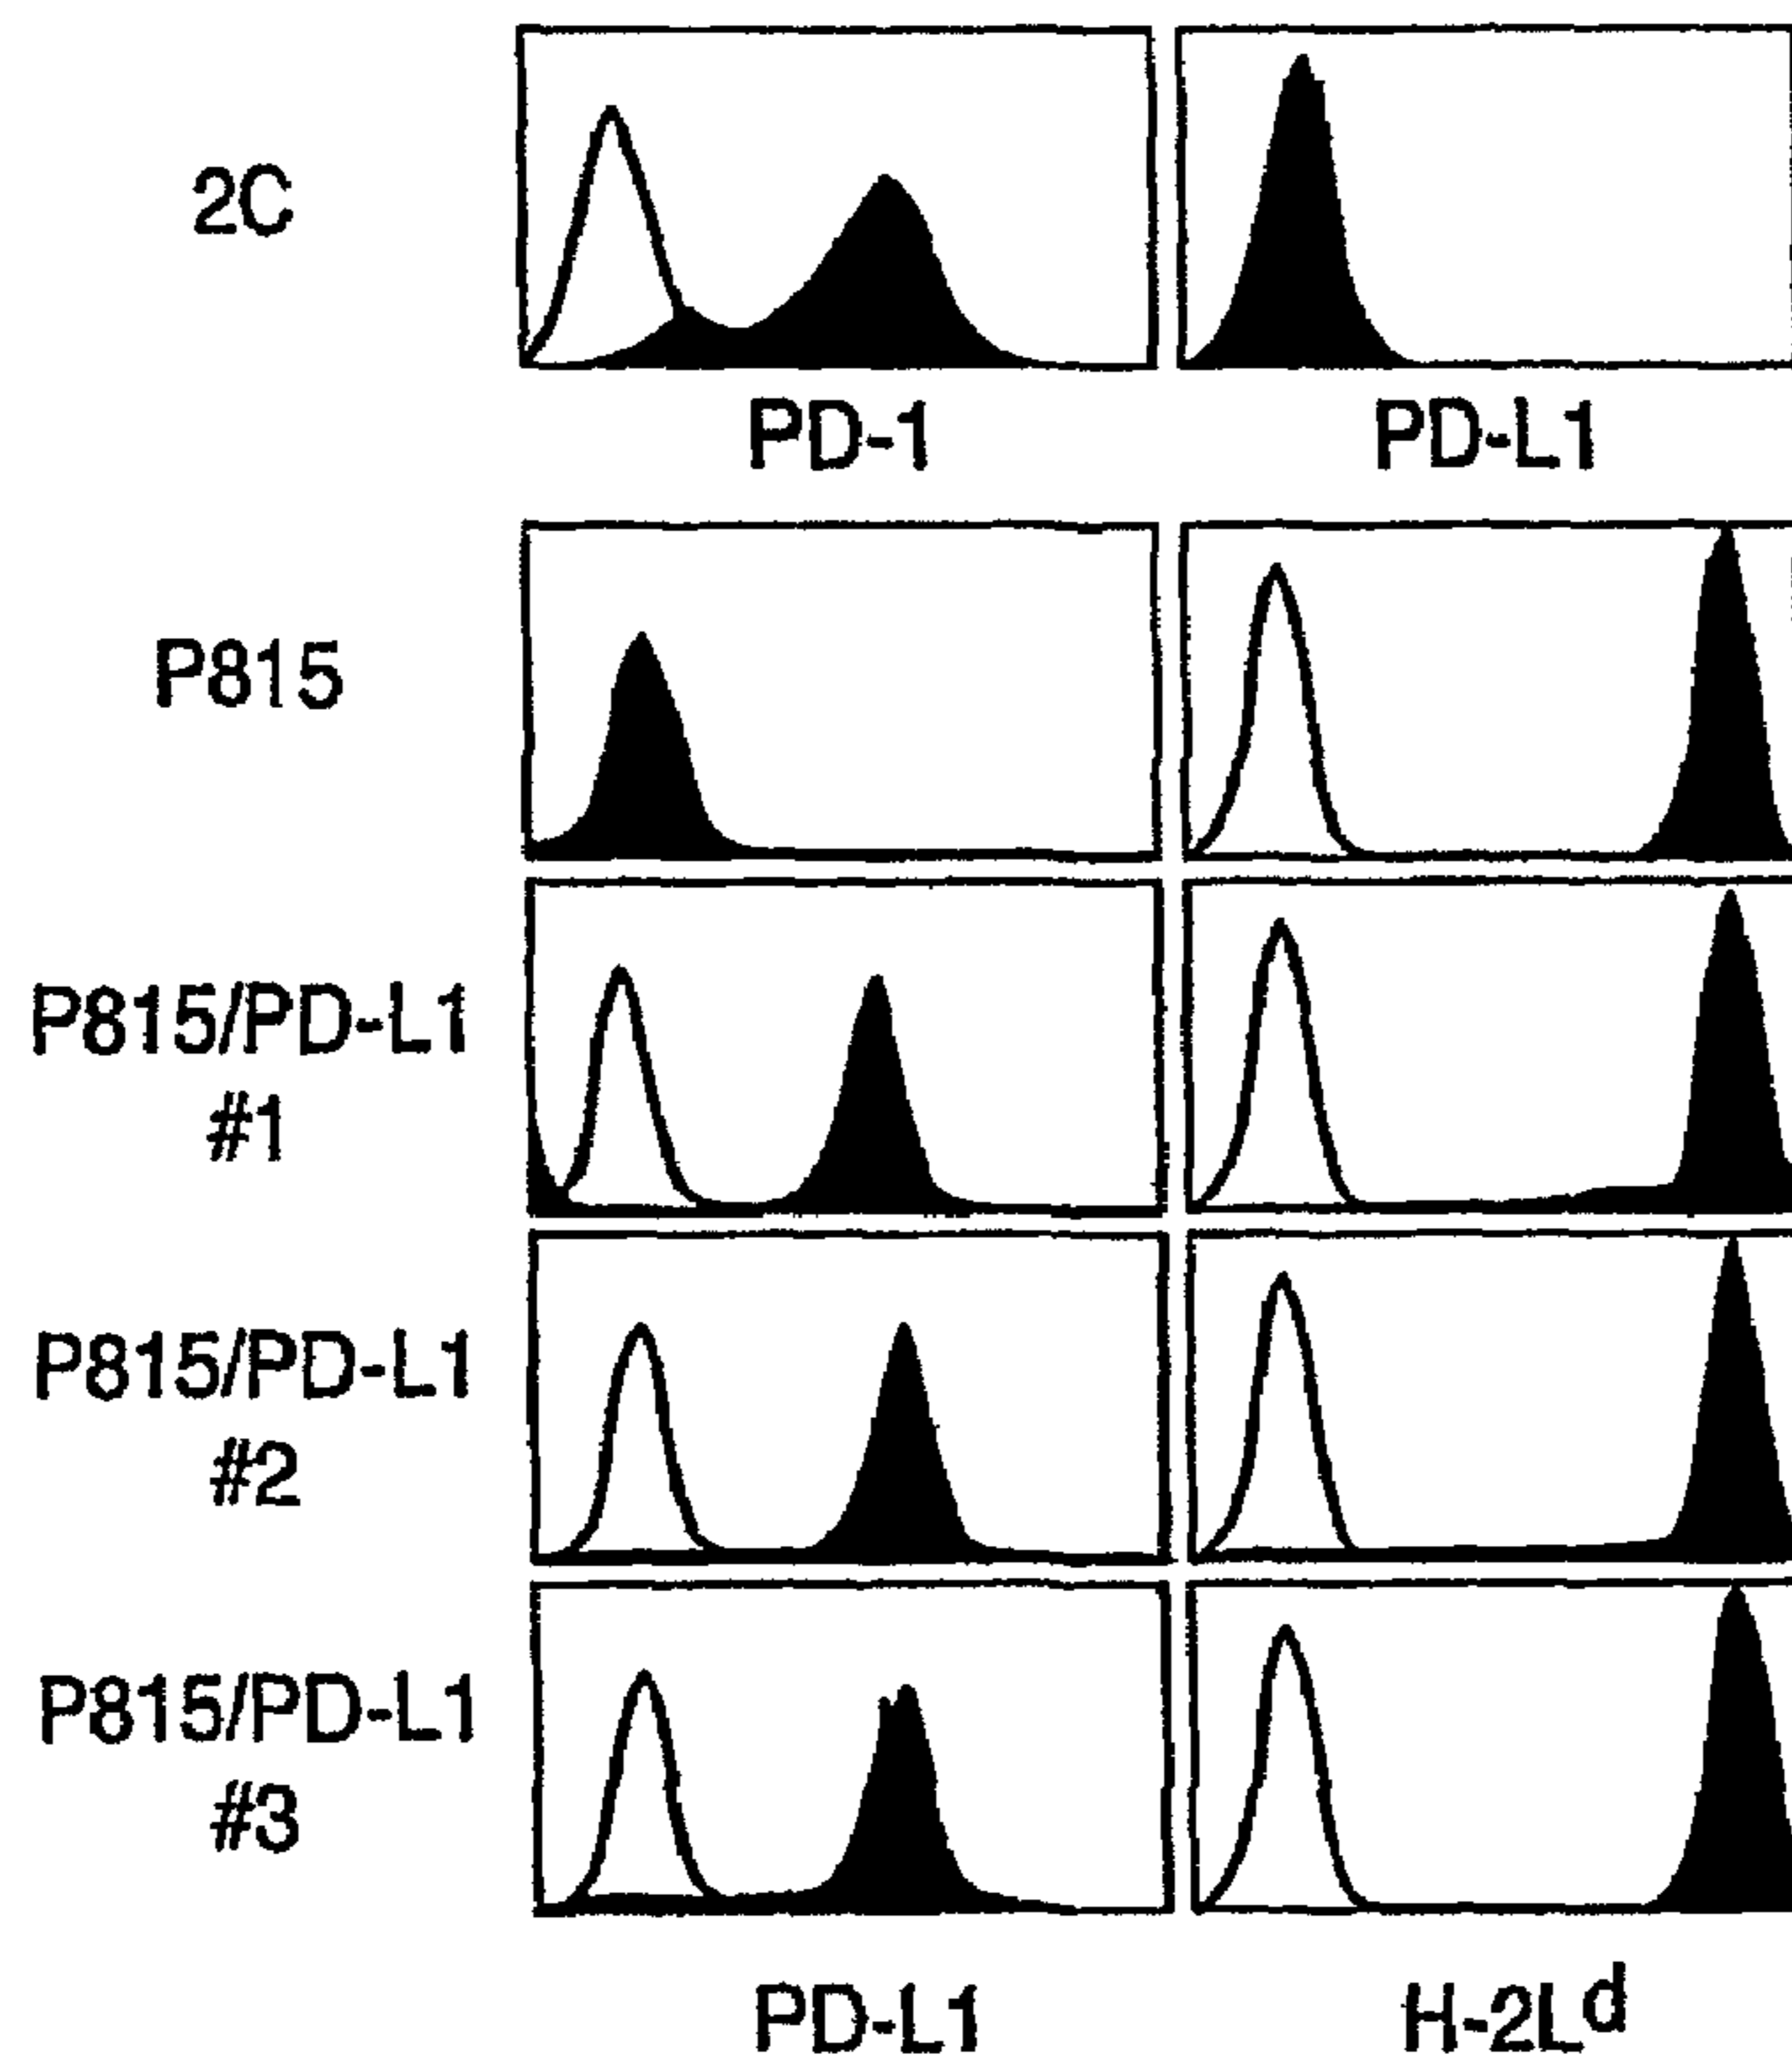 2C
PD-1 PD-L1
P815
P815/PD-L1
#1
P815/PD-L1
#2
P815/PD-L1
#3
PD-L1 H-2Lᵈ